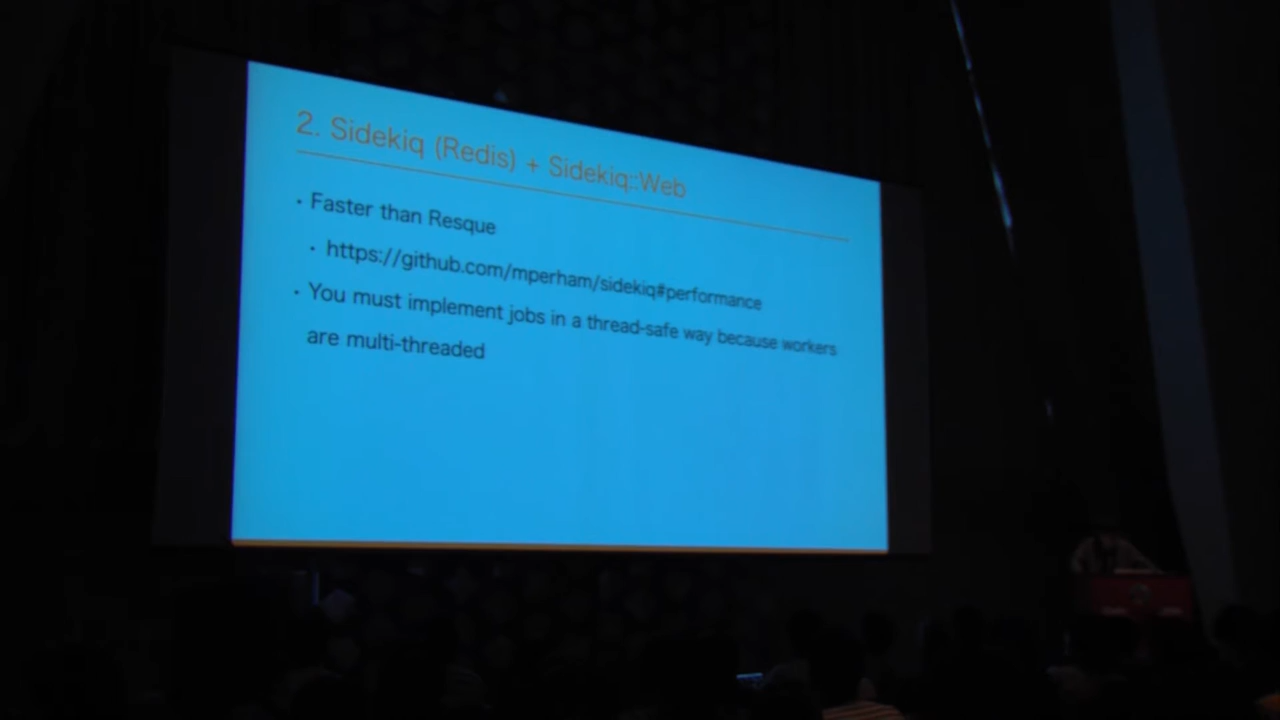 2. Sidekiq (Redis) + Sidekiq::Web
・Faster than Resque
・https://github.com/mperham/sidekiq#performance
・You must implement jobs in a thread-safe way because workers
are multi-threaded